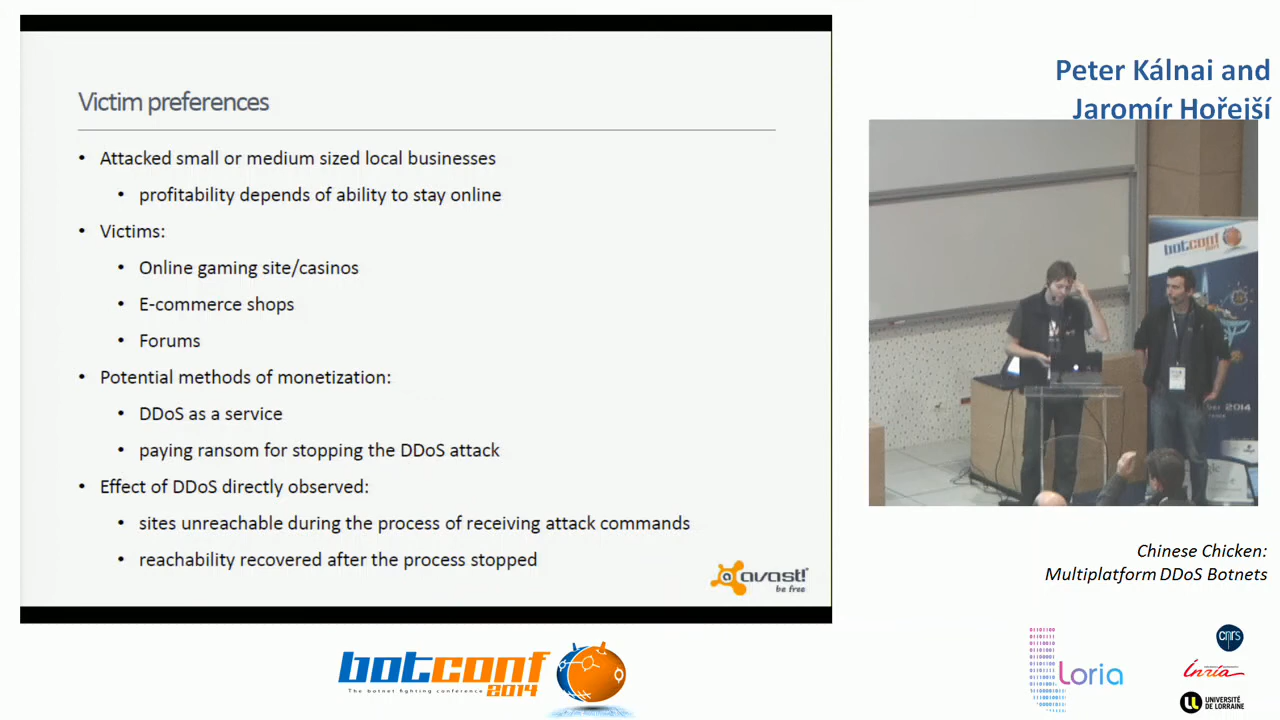 Peter Kálnai and
Jaromír Hořejší
Victim preferences
• Attacked small or medium sized local businesses
• profitability depends of ability to stay online
• Victims:
• Online gaming site/casinos
• E-commerce shops
• Forums
• Potential methods of monetization:
• DDoS as a service
• paying ransom for stopping the DDoS attack
• Effect of DDoS directly observed:
• sites unreachable during the process of receiving attack commands
• reachability recovered after the process stopped
avast!
be free
botconf
2014
Chinese Chicken:
Multiplatform DDoS Botnets
botconf
The botnet fighting conference 2014
Loria
cnrs
Inria
UNIVERSITÉ
DE LORRAINE